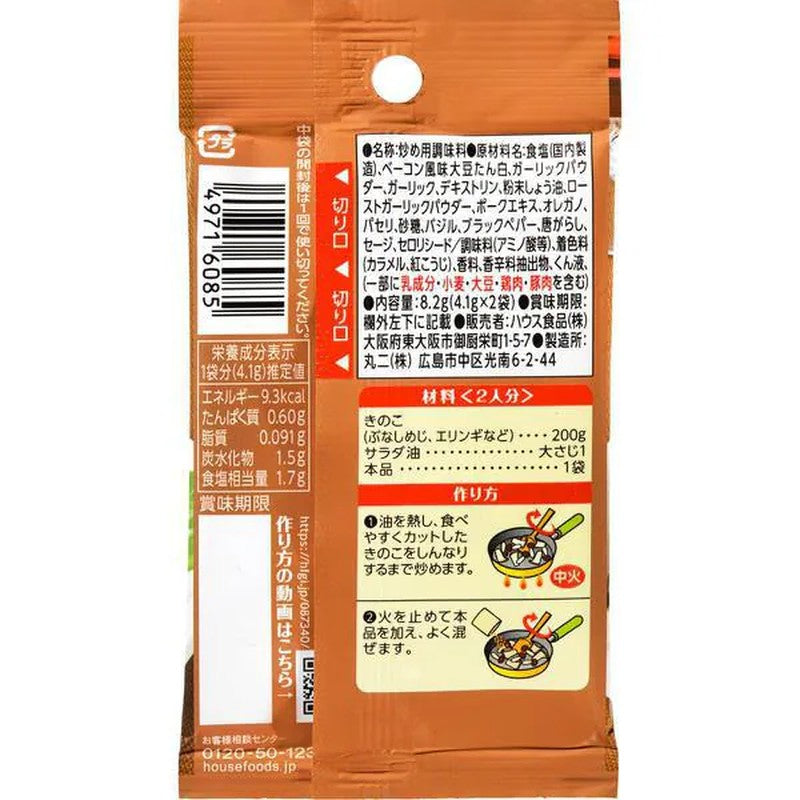 プラ
中袋の開封後は1回で使い切ってください。
49716085
栄養成分表示
1袋分(4.1g)推定値
エネルギー 9.3kcal
たんぱく質 0.60g
脂質 0.091g
炭水化物 1.5g
食塩相当量 1.7g
賞味期限
https://hfgi.jp/087340/
作り方の動画はこちら→
お客様相談センター
0120-50-123
housefoods.jp
◀切り口◀切り口◀
●名称:炒め用調味料●原材料名:食塩(国内製
造)、ベーコン風味大豆たん白、ガーリックパウ
ダー、ガーリック、デキストリン、粉末しょう油、ロー
ストガーリックパウダー、ポークエキス、オレガノ、
パセリ、砂糖、バジル、ブラックペパー、唐がらし、
セージ、セロリシード/調味料(アミノ酸等)、着色料
(カラメル、紅こうじ)、香料、香辛料抽出物、くん液、
(一部に乳成分・小麦・大豆・鶏肉・豚肉を含む)
●内容量:8.2g(4.1g×2袋)●賞味期限:
欄外左下に記載●販売者:ハウス食品(株)
大阪府東大阪市御厨栄町1-5-7●製造所:
丸二(株) 広島市中区光南6-2-44
材料<2人分>
きのこ
(ぶなしめじ、エリンギなど)‥‥200g
サラダ油‥‥‥‥‥‥‥大さじ1
本品‥‥‥‥‥‥‥‥‥‥1袋
作り方
❶油を熱し、食べ
やすくカットした
きのこをしんなり
するまで炒めます。
中火
❷火を止めて本
品を加え、よく混
ぜます。